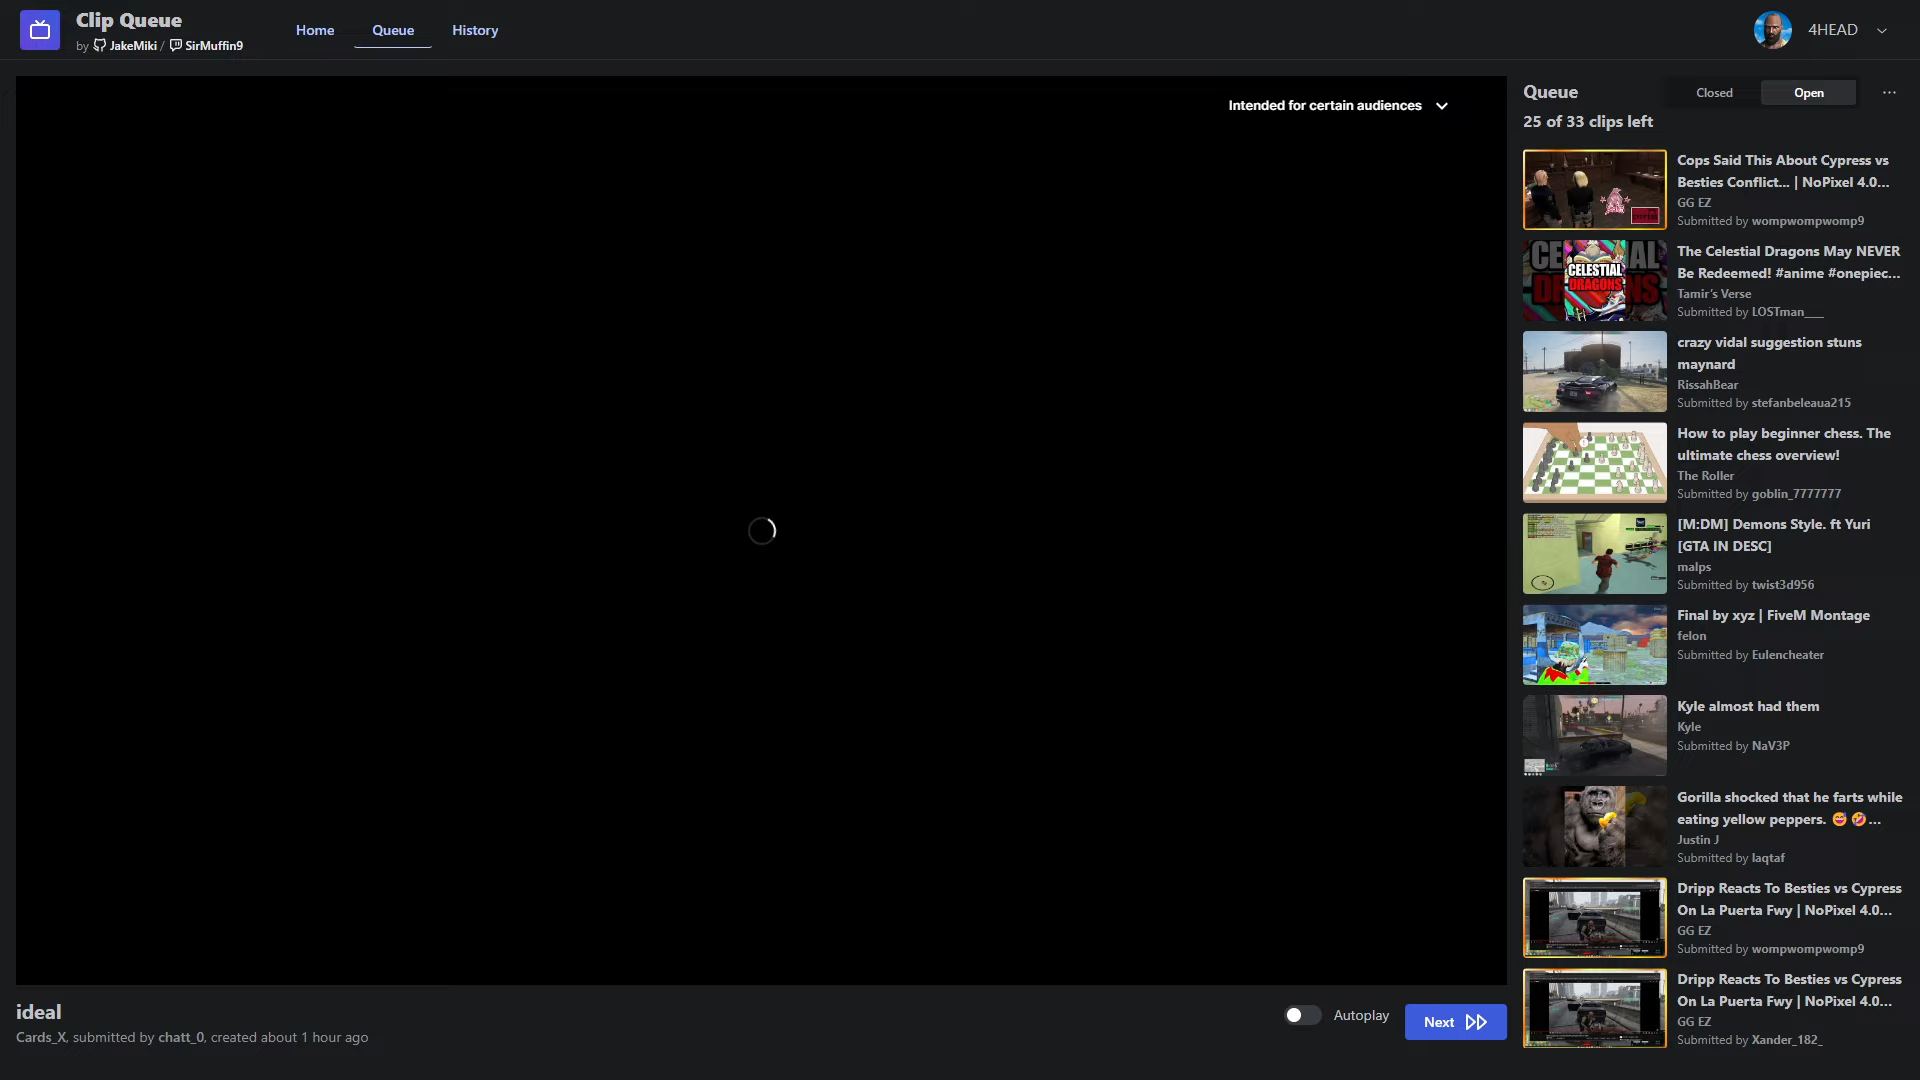 Clip Queue
by JakeMiki / SirMuffin9
Home
Queue
History
4HEAD
Intended for certain audiences
Queue
Closed
Open
25 of 33 clips left
Cops Said This About Cypress vs
Besties Conflict... | NoPixel 4.0...
GG EZ
Submitted by wompwompwomp9
CELESTIAL
DRAGONS
The Celestial Dragons May NEVER
Be Redeemed! #anime #onepiec...
Tamir's Verse
Submitted by LOSTman___
crazy vidal suggestion stuns
maynard
RissahBear
Submitted by stefanbeleaua215
How to play beginner chess. The
ultimate chess overview!
The Roller
Submitted by goblin_7777777
[M:DM] Demons Style. ft Yuri
[GTA IN DESC]
malps
Submitted by twist3d956
Final by xyz | FiveM Montage
felon
Submitted by Eulencheater
Kyle almost had them
Kyle
Submitted by NaV3P
Gorilla shocked that he farts while
eating yellow peppers. 😅 🤣...
Justin J
Submitted by laqtaf
Dripp Reacts To Besties vs Cypress
On La Puerta Fwy | NoPixel 4.0...
GG EZ
Submitted by wompwompwomp9
Dripp Reacts To Besties vs Cypress
On La Puerta Fwy | NoPixel 4.0...
GG EZ
Submitted by Xander_182_
ideal
Cards_X, submitted by chatt_0, created about 1 hour ago
Autoplay
Next